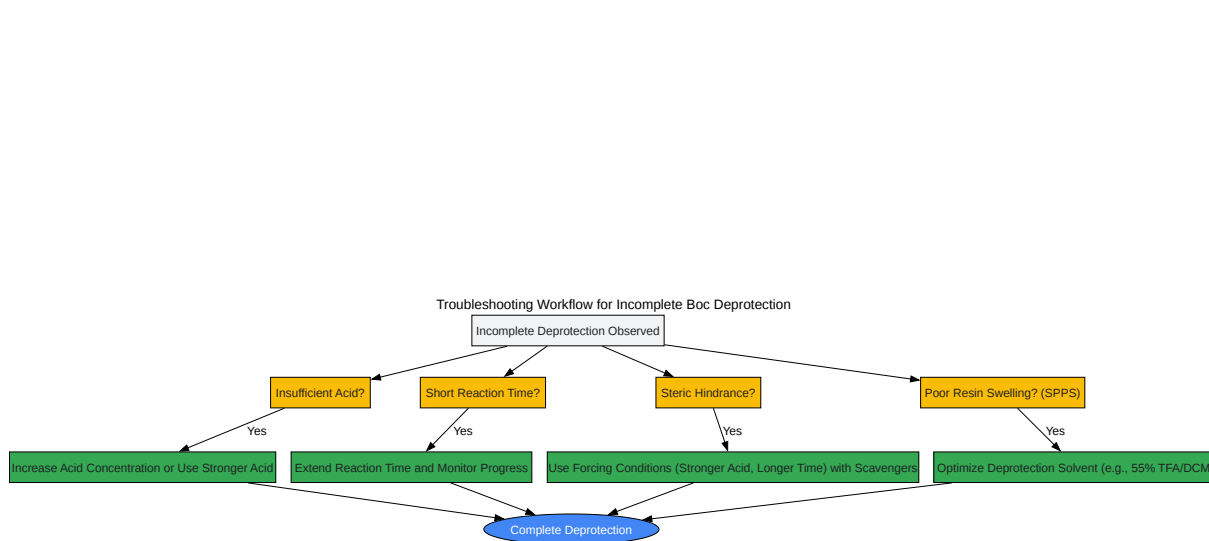 Troubleshooting Workflow for Incomplete Boc Deprotection
Incomplete Deprotection Observed
Insufficient Acid?
Short Reaction Time?
Steric Hindrance?
Poor Resin Swelling? (SPPS)
Yes
Yes
Yes
Yes
Increase Acid Concentration or Use Stronger Acid
Extend Reaction Time and Monitor Progress
Use Forcing Conditions (Stronger Acid, Longer Time) with Scavengers
Optimize Deprotection Solvent (e.g., 55% TFA/DCM
Complete Deprotection